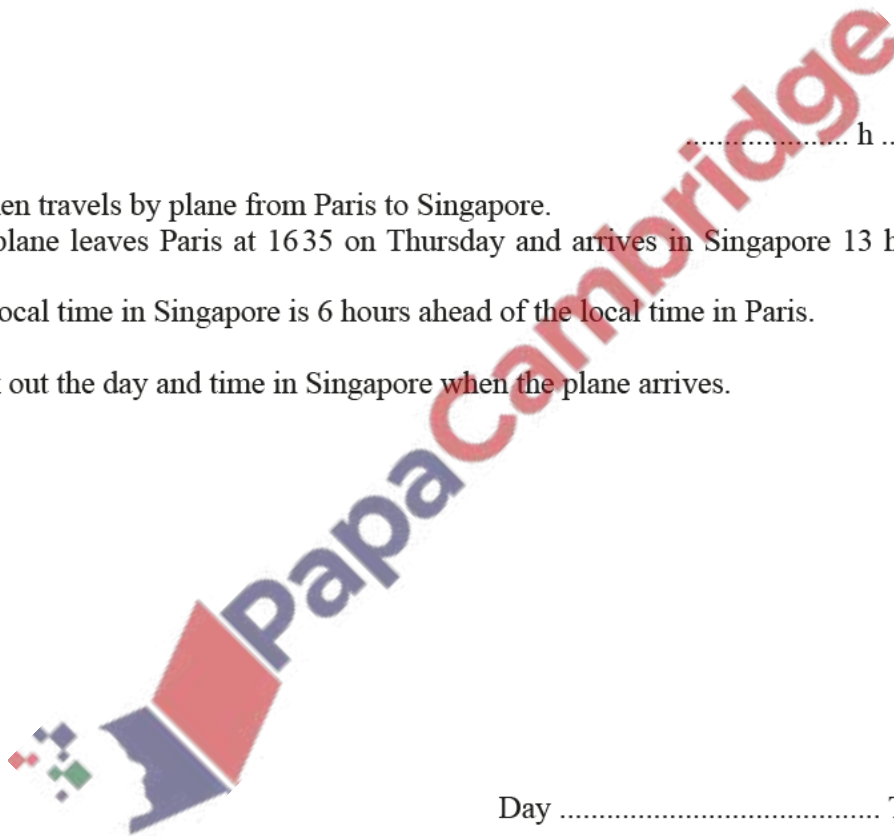 .................... h ..
en travels by plane from Paris to Singapore.
plane leaves Paris at 1635 on Thursday and arrives in Singapore 13
ocal time in Singapore is 6 hours ahead of the local time in Paris.
out the day and time in Singapore when the plane arrives.
PapaCambridge
Day ........................................